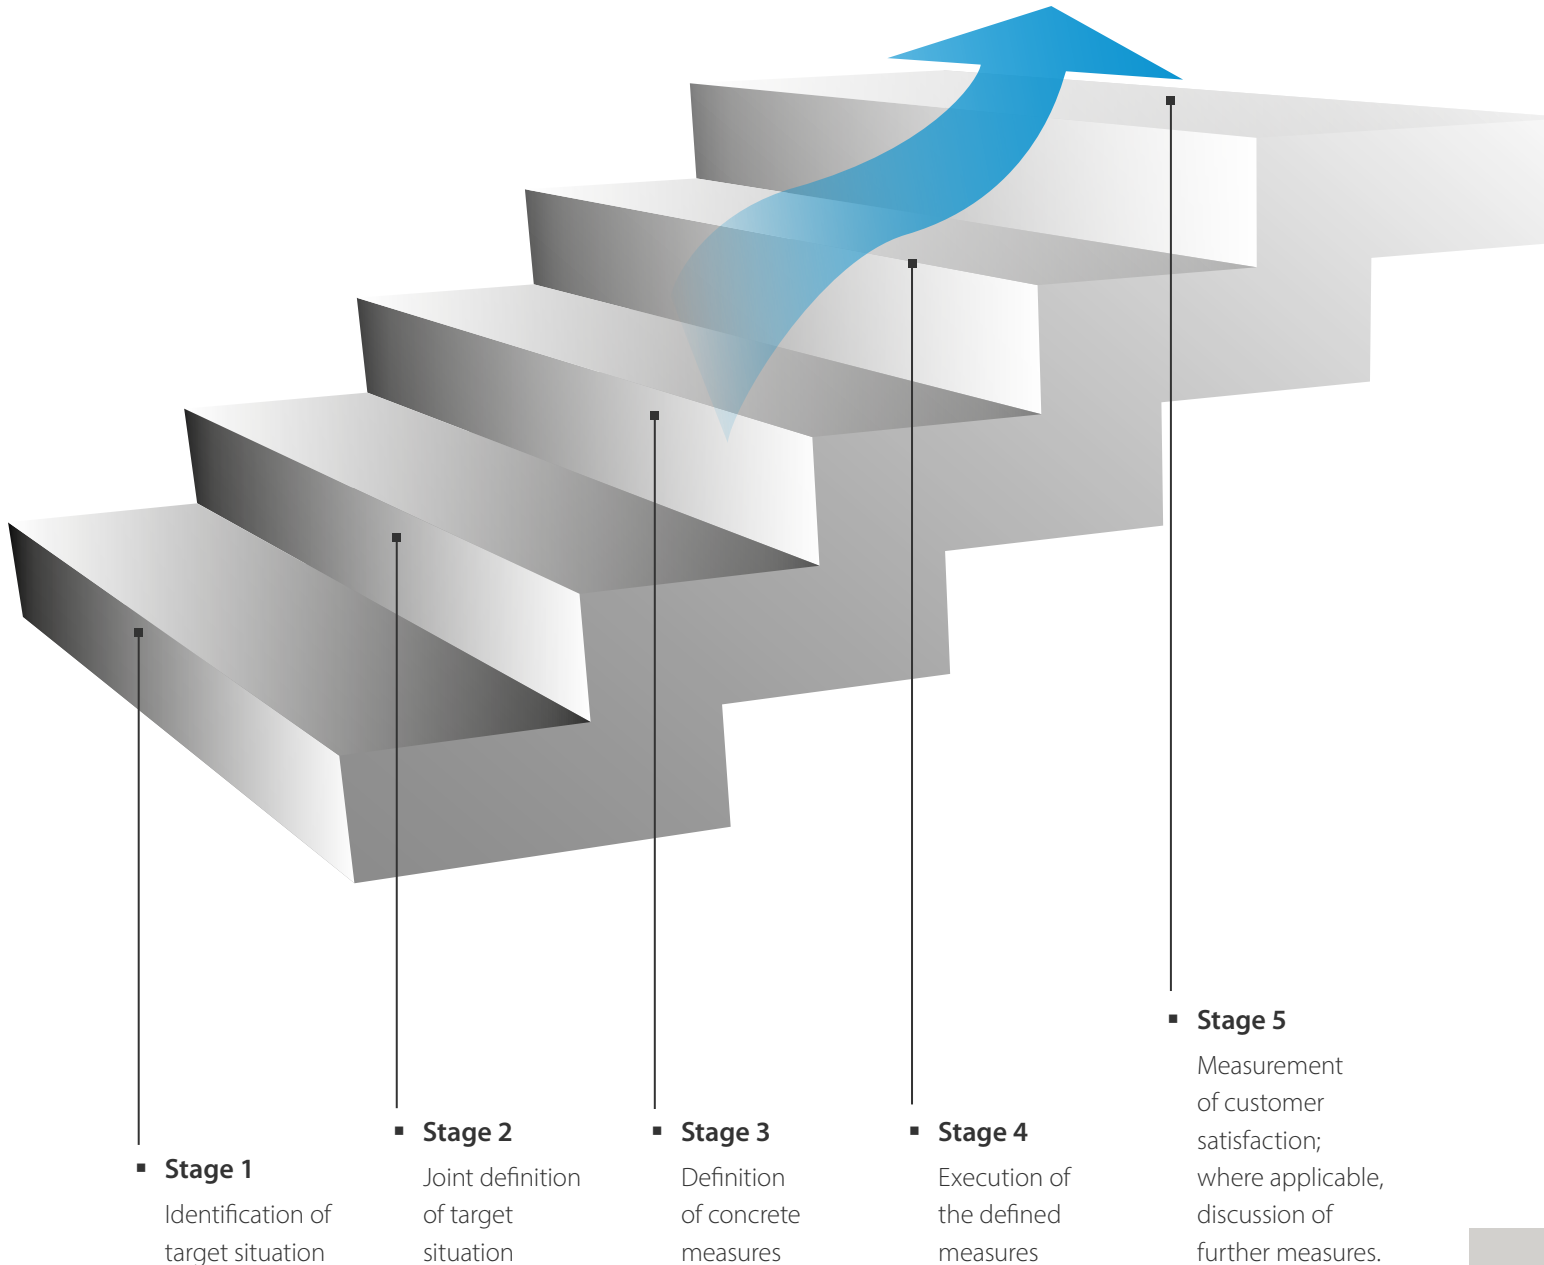 Stage 1
Identification of
target situation
Stage 2
Joint definition
of target
situation
Stage 3
Definition
of concrete
measures
Stage 4
Execution of
the defined
measures
Stage 5
Measurement
of customer
satisfaction;
where applicable,
discussion of
further measures.